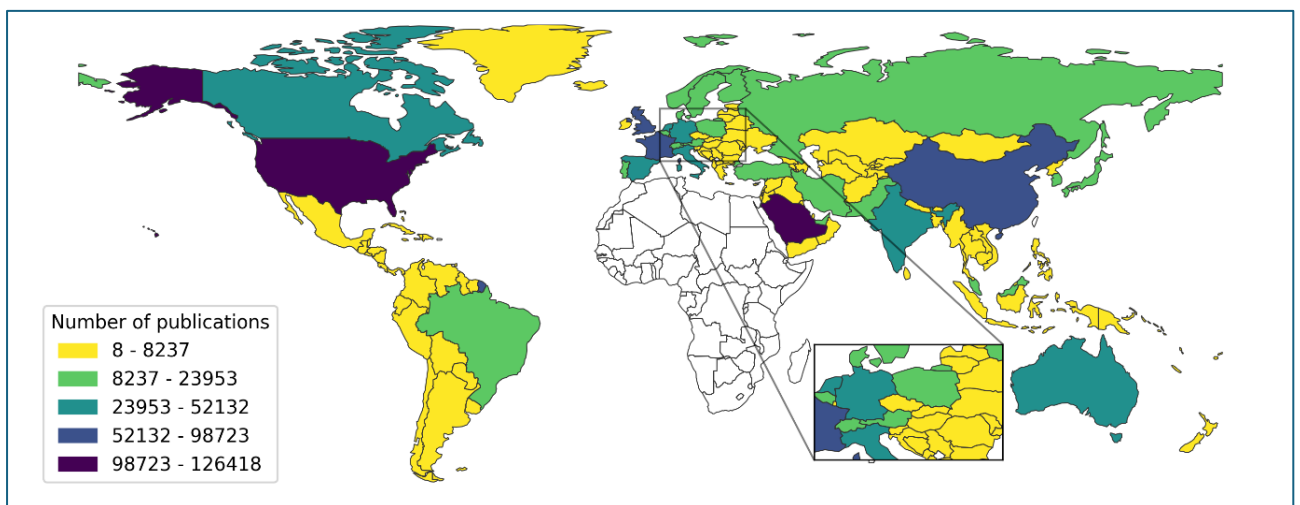 Number of publications
8 - 8237
8237 - 23953
23953 - 52132
52132 - 98723
98723 - 126418